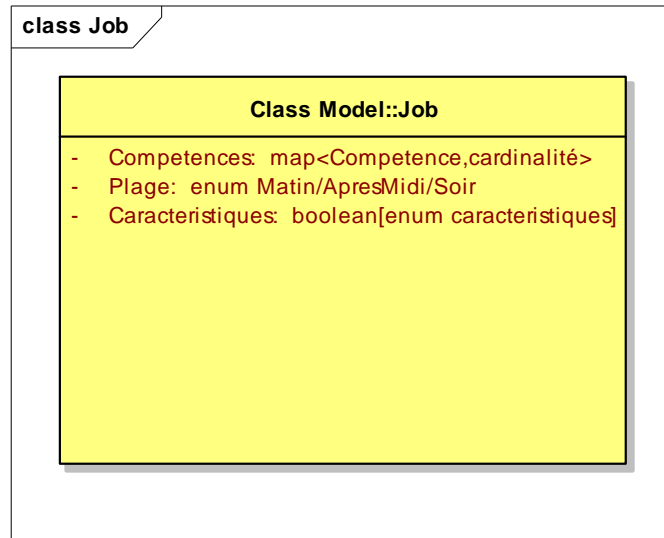 class Job
Class Model::Job
- Competences: map<Competence,cardinalité>
- Plage: enum Matin/ApresMidi/Soir
- Caracteristiques: boolean[enum caracteristiques]